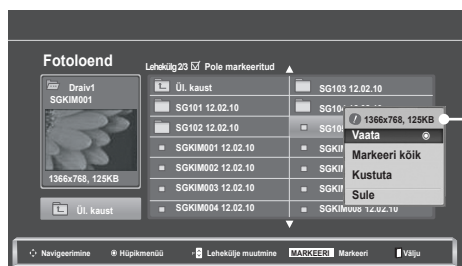 Fotoloend
Lehekülg 2/3 Pole markeeritud
Draiv1
SGKIM001
1366x768, 125KB
Ül. kaust
Ül. kaust
SG101 12.02.10
SG102 12.02.10
SGKIM001 12.02.10
SGKIM002 12.02.10
SGKIM003 12.02.10
SGKIM004 12.02.10
SG103 12.02.10
SGKIM008 12.02.10
1366x768, 125KB
Vaata
Markeeri kõik
Kustuta
Sule
Navigeerimine Hüpikmenüü Lehekülje muutmine MARKEERI Markeeri Välju